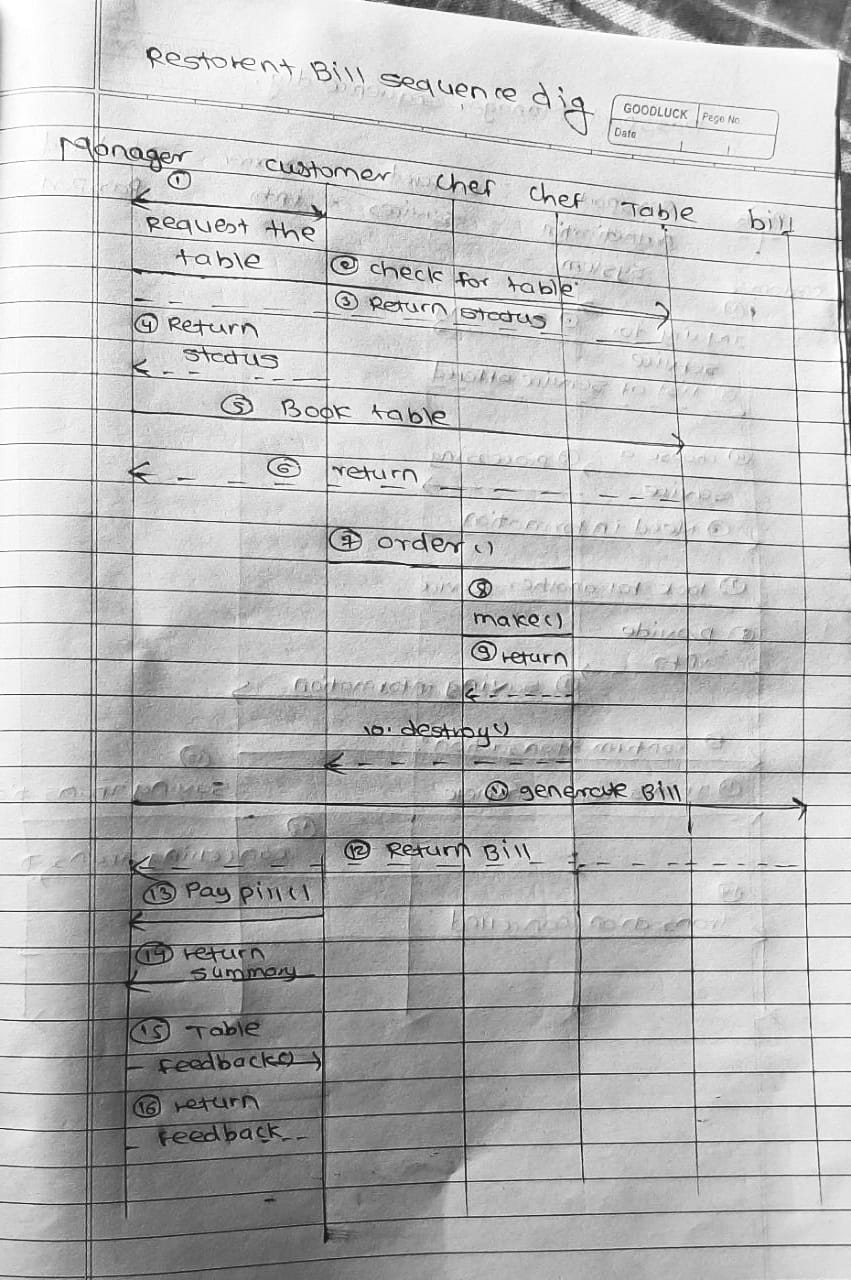 Restorent Bill sequence dig
GOODLUCK Page No
Date
Manager customer chef chef Table bill
①
Request the
table
② check for table
③ Return status
④ Return
status
⑤ Book table
⑥ return
⑦ order()
⑧
make()
⑨ return
10. destroy()
⑪ generate Bill
⑫ Return Bill
⑬ Pay pill()
⑭ return
summary
⑮ Table
feedback()
⑯ return
feedback